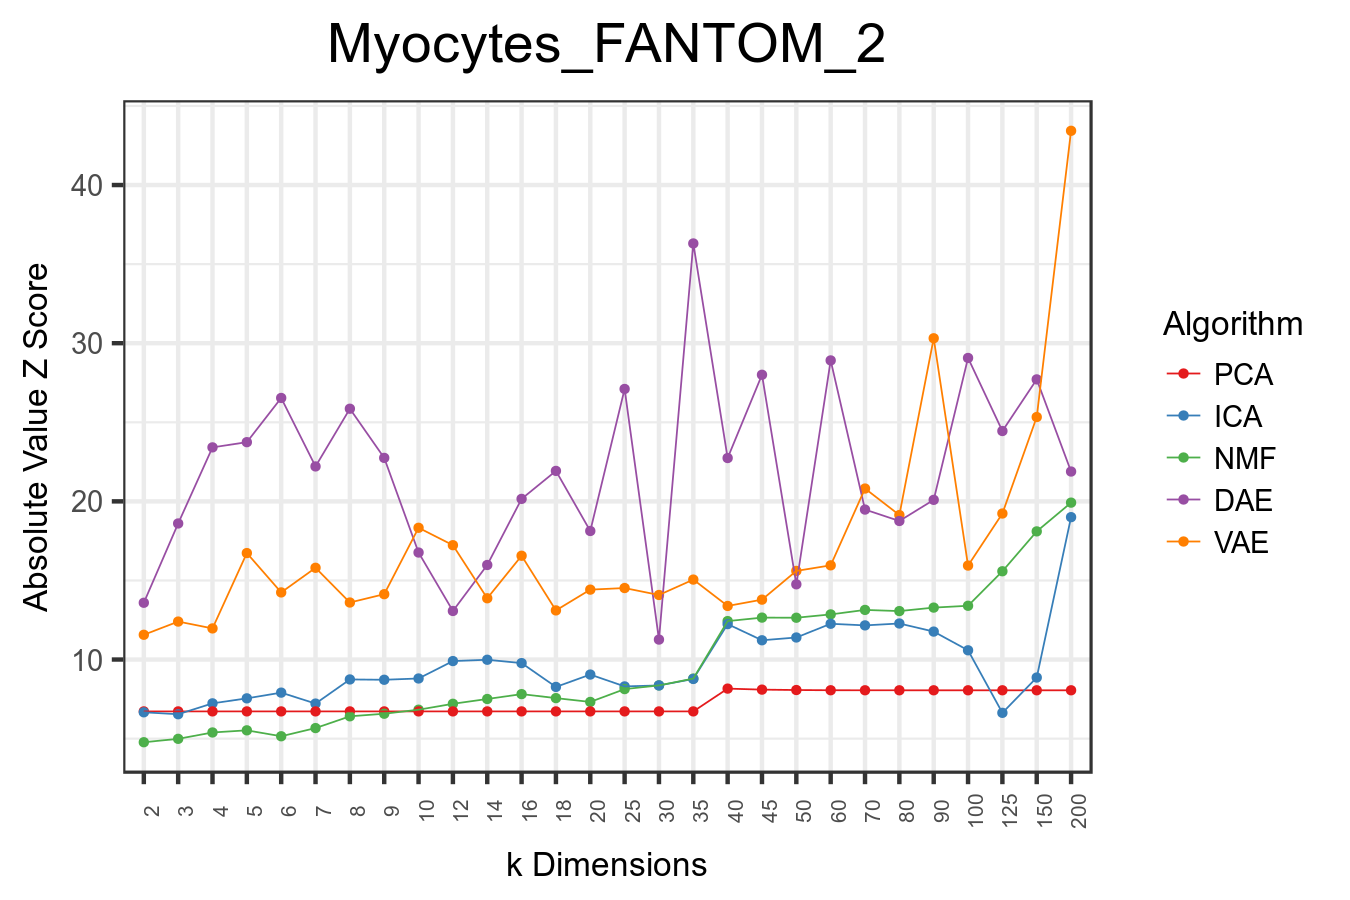 Myocytes_FANTOM_2
Absolute Value Z Score
40
30
20
10
2 3 4 5 6 7 8 9 10 12 14 16 18 20 25 30 35 40 45 50 60 70 80 90 100 125 150 200
k Dimensions
Algorithm
PCA
ICA
NMF
DAE
VAE